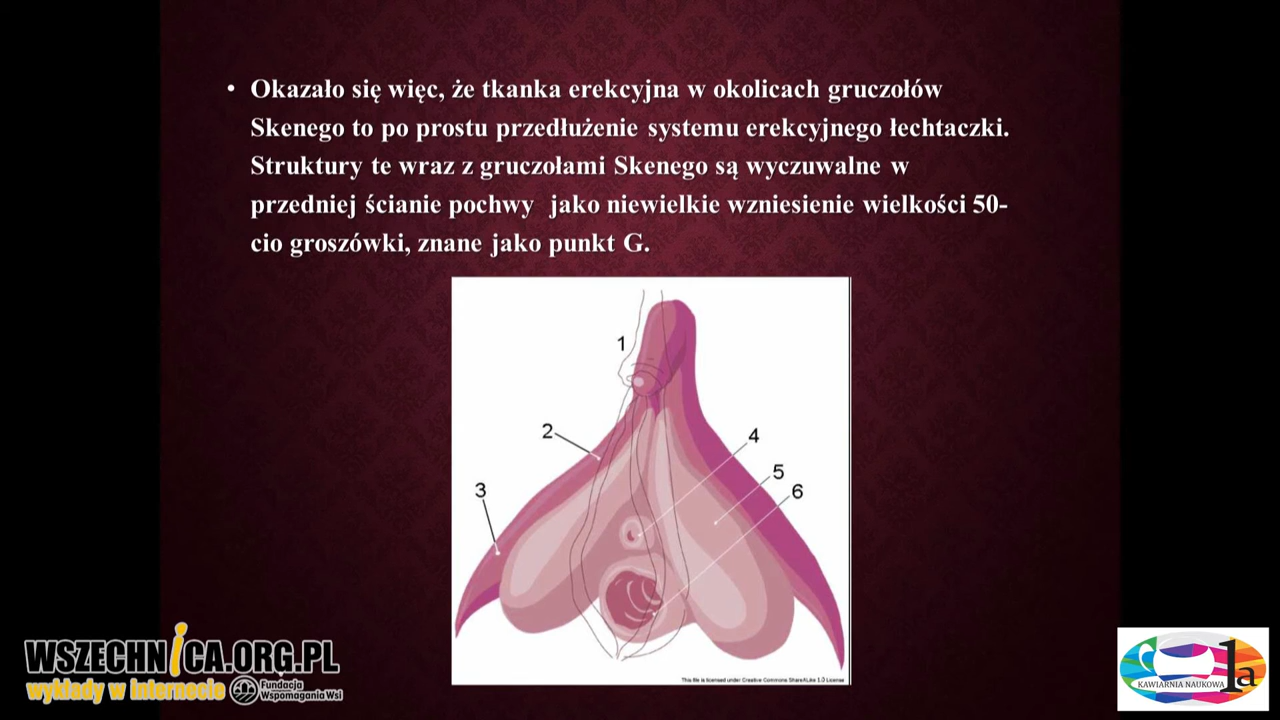 • Okazało się więc, że tkanka erekcyjna w okolicach gruczołów
Skenego to po prostu przedłużenie systemu erekcyjnego łechtaczki.
Struktury te wraz z gruczołami Skenego są wyczuwalne w
przedniej ścianie pochwy jako niewielkie wzniesienie wielkości 50-
cio groszówki, znane jako punkt G.
1
2
4
5
3
6
This file is licensed under Creative Commons ShareALike 1.0 License
WSZECHNICA.ORG.PL
wykłady w internecie
Fundacja
Wspomagania Wsi
KAWIARNIA NAUKOWA
1a